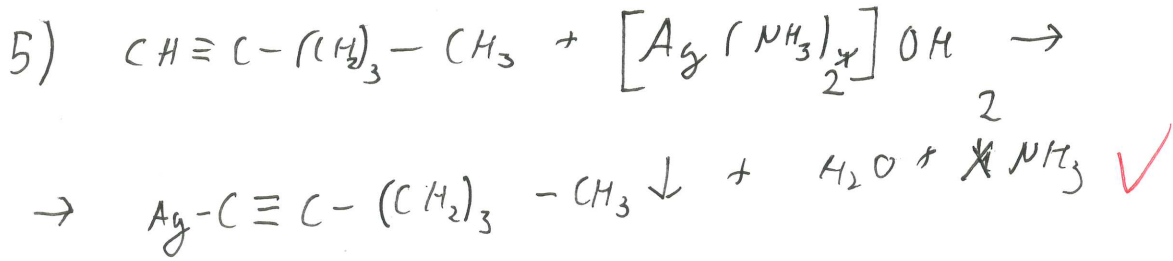 5) CH≡C-(CH₂)₃-CH₃ + [Ag(NH₃)₂]OH →
→ Ag-C≡C-(CH₂)₃-CH₃↓ + H₂O + 2NH₃ ✓